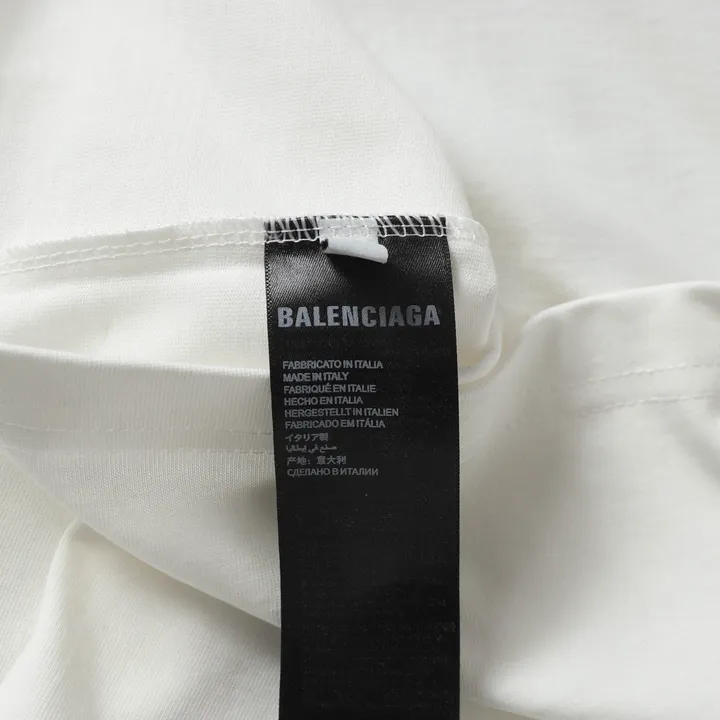 BALENCIAGA
FABBRICATO IN ITALIA
MADE IN ITALY
FABRIQUÉ EN ITALIE
HECHO EN ITALIA
HERGESTELLT IN ITALIEN
FABRICADO EM ITÁLIA
イタリア製
صنع في إيطاليا
产地：意大利
СДЕЛАНО В ИТАЛИИ